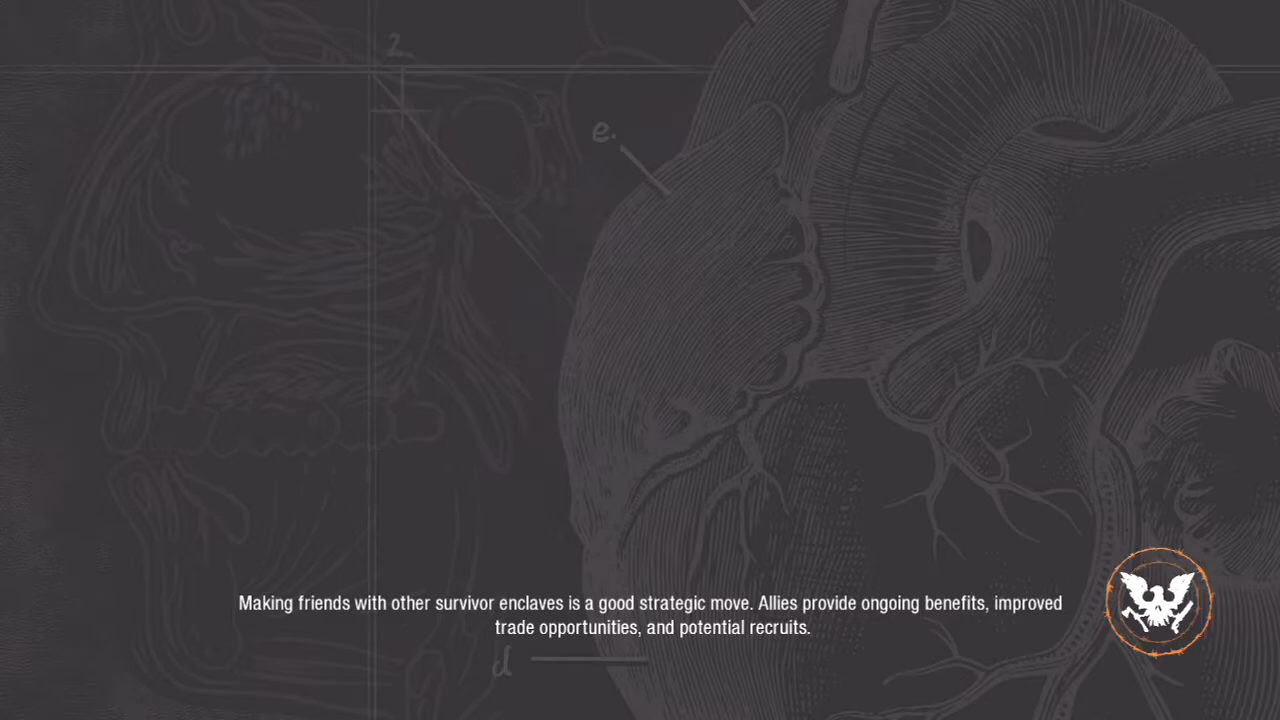 2
e.
Making friends with other survivor enclaves is a good strategic move. Allies provide ongoing benefits, improved
trade opportunities, and potential recruits.
d